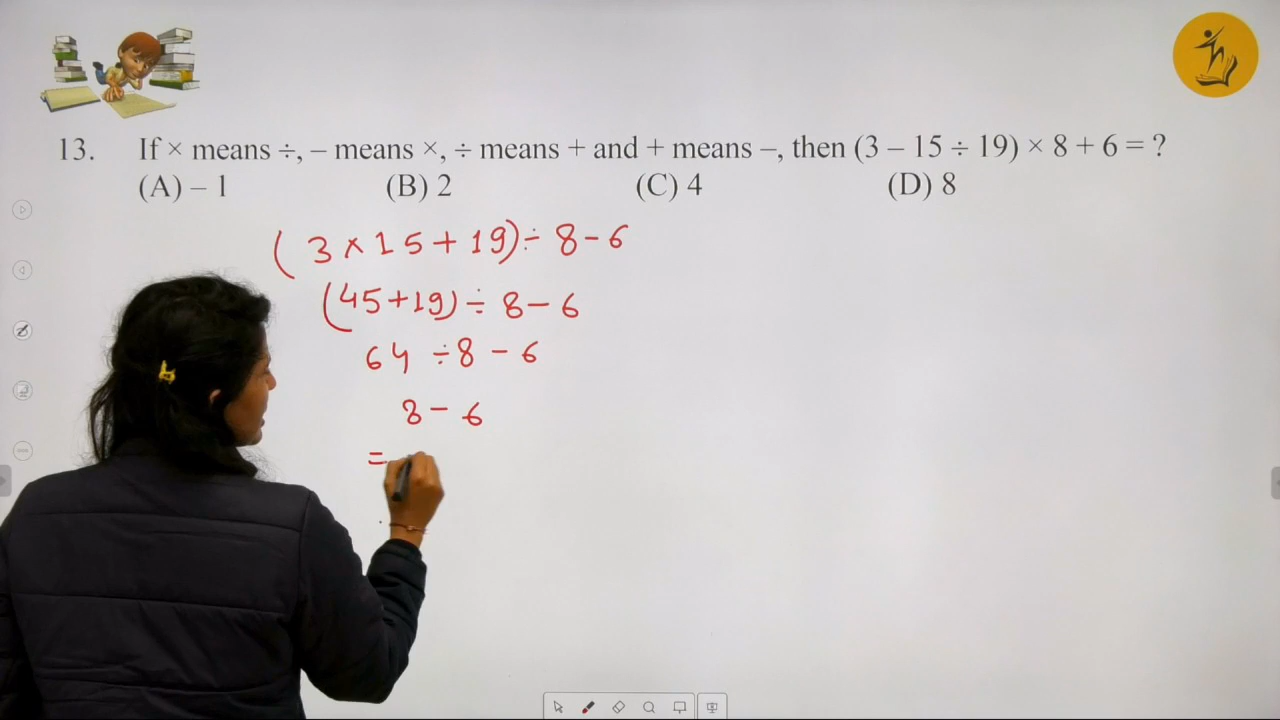 13. If × means ÷, – means ×, ÷ means + and + means –, then (3 – 15 ÷ 19) × 8 + 6 = ?
(A) – 1 (B) 2 (C) 4 (D) 8
(3 × 15 + 19) ÷ 8 - 6
(45 + 19) ÷ 8 - 6
64 ÷ 8 - 6
8 - 6
=